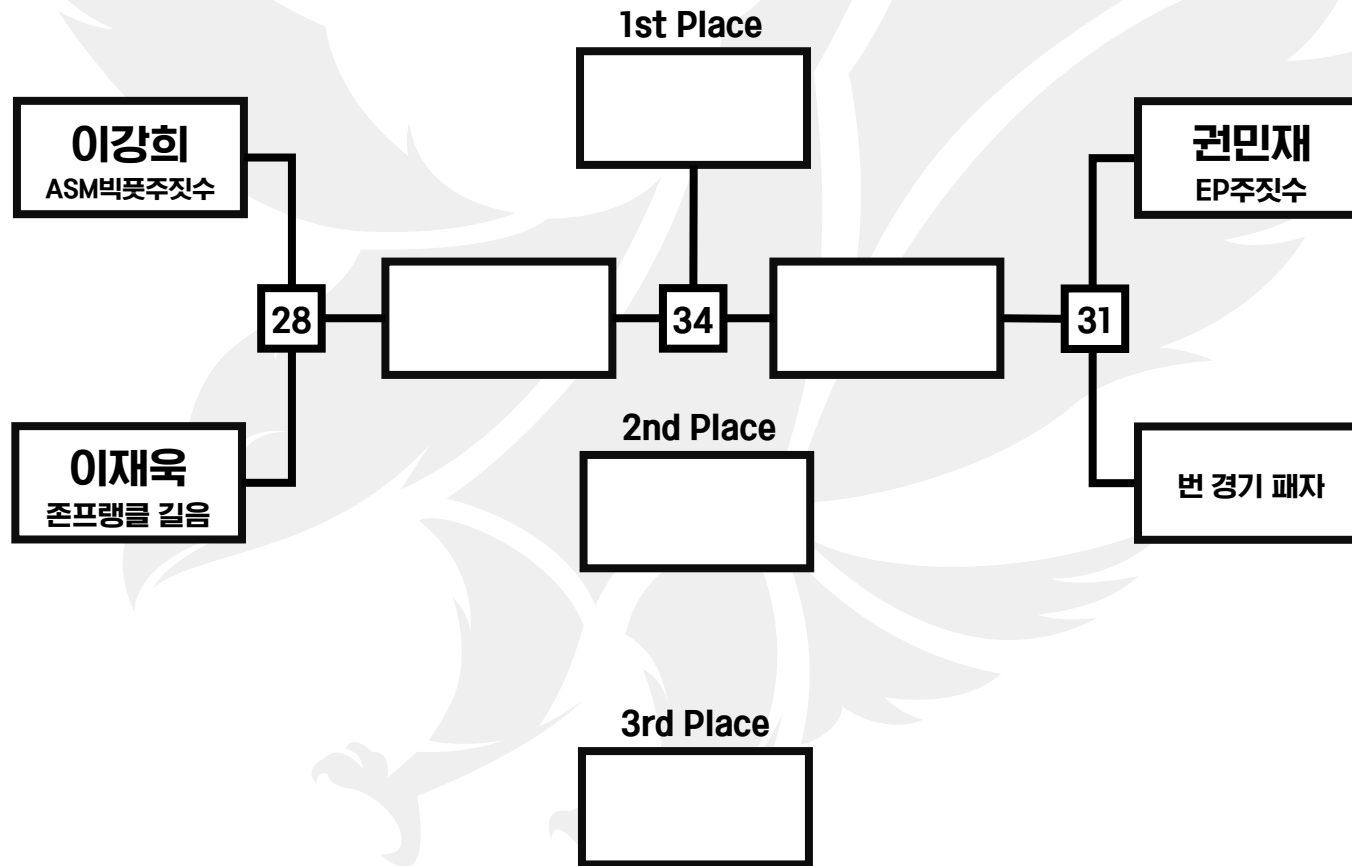 1st Place
이강희
ASM빅풋주짓수
권민재
EP주짓수
28
34
31
2nd Place
이재욱
존프랭클 길음
번 경기 패자
3rd Place